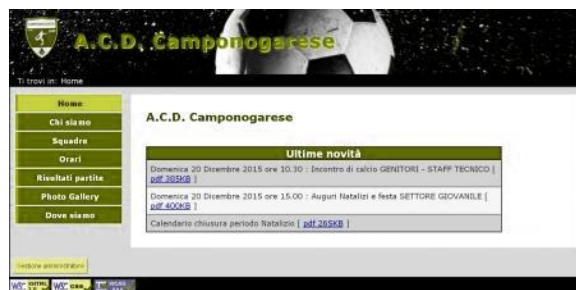 A.C.D. Camponogarese
Ti trovi in: Home
Home
Chi siamo
Squadre
Orari
Risultati partite
Photo Gallery
Dove siamo
A.C.D. Camponogarese
Ultime novità
Domenica 20 Dicembre 2015 ore 10.30 : Incontro di calcio GENITORI - STAFF TECNICO [
pdf 385KB ]
Domenica 20 Dicembre 2015 ore 15.00 : Auguri Natalizi e festa SETTORE GIOVANILE [
pdf 400KB ]
Calendario chiusura periodo Natalizio [ pdf 265KB ]
Gestione amministratore
W3C W3C css W3C WCAG